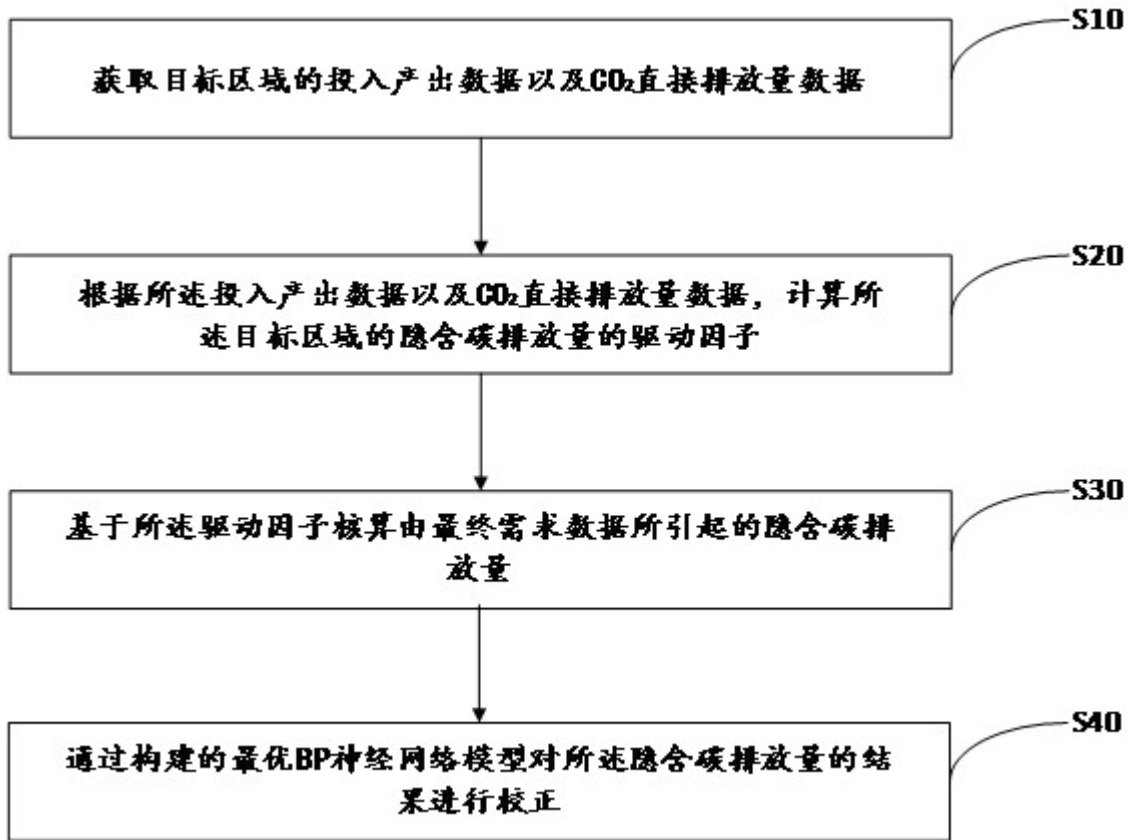 S10
获取目标区域的投入产出数据以及CO₂直接排放量数据
S20
根据所述投入产出数据以及CO₂直接排放量数据，计算所
述目标区域的隐含碳排放量的驱动因子
S30
基于所述驱动因子核算由最终需求数据所引起的隐含碳排
放量
S40
通过构建的最优BP神经网络模型对所述隐含碳排放量的结
果进行校正